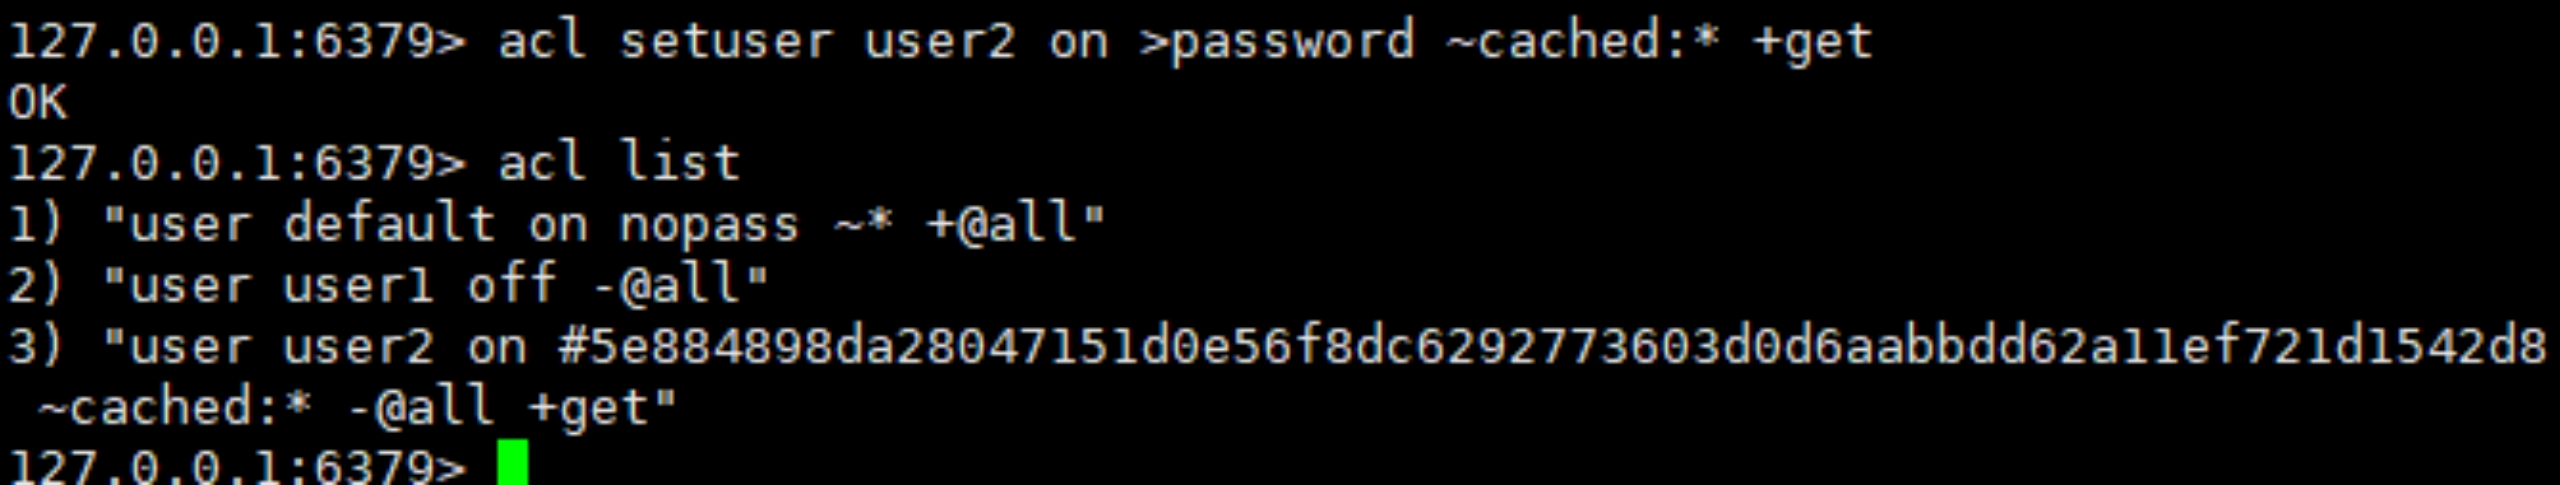 127.0.0.1:6379> acl setuser user2 on >password ~cached:* +get
OK
127.0.0.1:6379> acl list
1) "user default on nopass ~* +@all"
2) "user user1 off -@all"
3) "user user2 on #5e884898da28047151d0e56f8dc6292773603d0d6aabbdd62a11ef721d1542d8
~cached:* -@all +get"
127.0.0.1:6379>